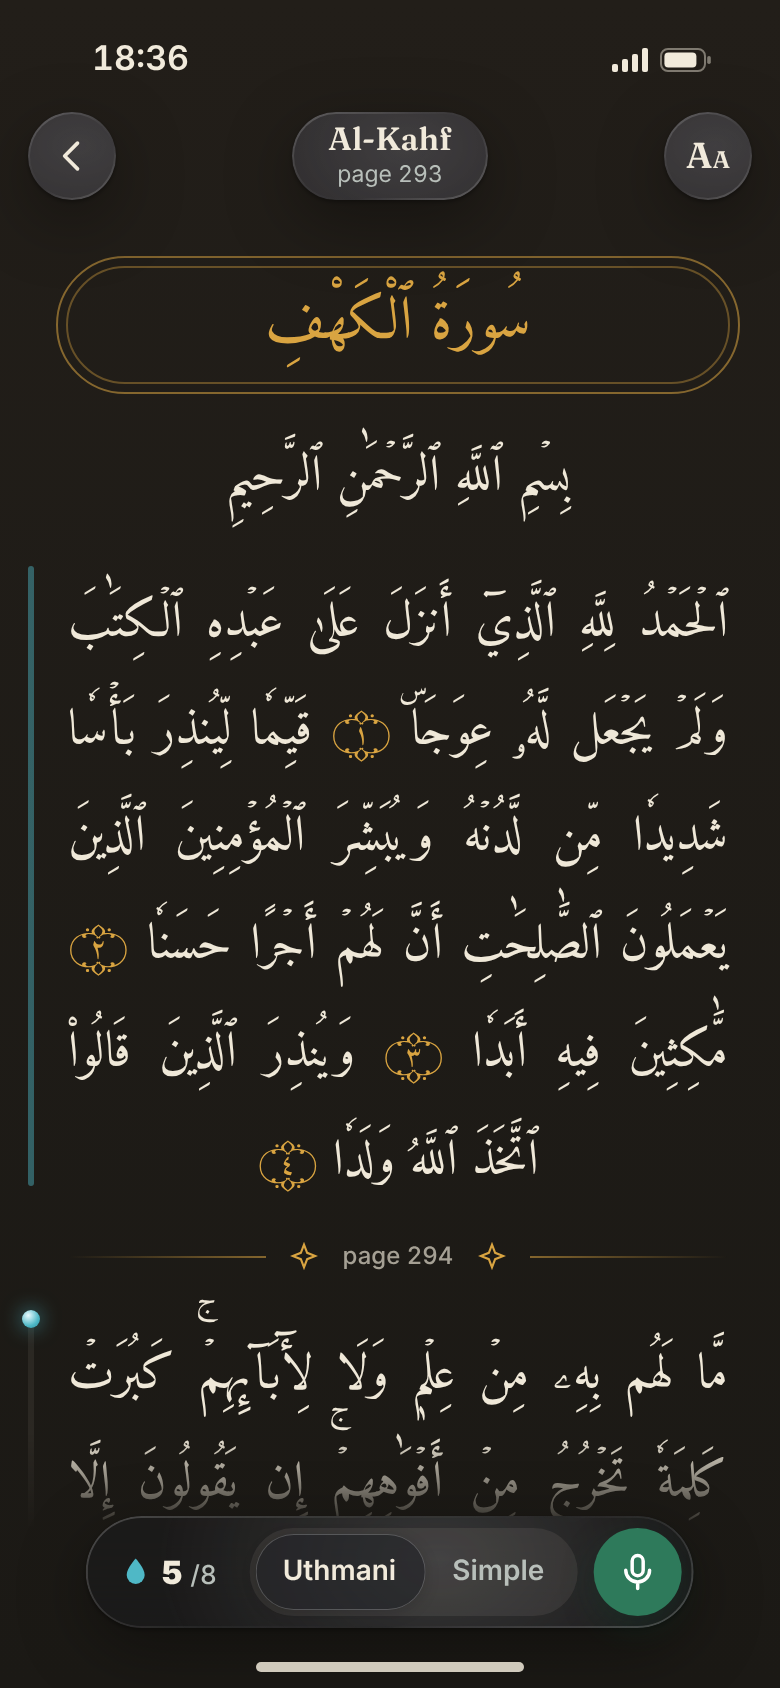 18:36
Al-Kahf
page 293
AA
سُورَةُ ٱلْكَهْفِ
بِسْمِ ٱللَّهِ ٱلرَّحْمَٰنِ ٱلرَّحِيمِ
ٱلْحَمْدُ لِلَّهِ ٱلَّذِيٓ أَنزَلَ عَلَىٰ عَبْدِهِ ٱلْكِتَٰبَ
وَلَمْ يَجْعَل لَّهُۥ عِوَجَاۜ ١ قَيِّمٗا لِّيُنذِرَ بَأْسٗا
شَدِيدٗا مِّن لَّدُنْهُ وَيُبَشِّرَ ٱلْمُؤْمِنِينَ ٱلَّذِينَ
يَعْمَلُونَ ٱلصَّٰلِحَٰتِ أَنَّ لَهُمْ أَجْرًا حَسَنٗا ٢
مَّٰكِثِينَ فِيهِ أَبَدٗا ٣ وَيُنذِرَ ٱلَّذِينَ قَالُوا۟
ٱتَّخَذَ ٱللَّهُ وَلَدٗا ٤
page 294
مَّا لَهُم بِهِۦ مِنْ عِلْمٖ وَلَا لِأٓبَآئِهِمْۚ كَبُرَتْ
كَلِمَةٗ تَخْرُجُ مِنْ أَفْوَٰهِهِمْۚ إِن يَقُولُونَ إِلَّا
5 /8
Uthmani
Simple